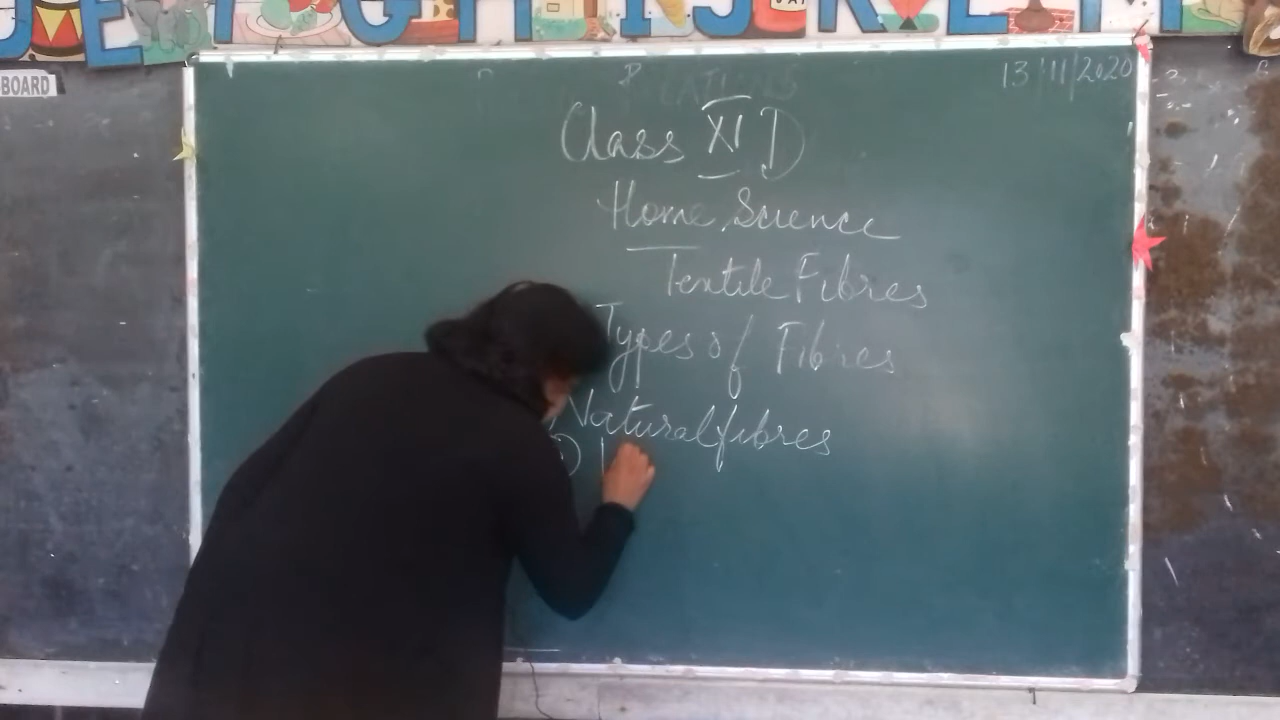 BOARD
13/11/2020
Class XI D
Home Science
Textile Fibres
Types of Fibres
Natural fibres